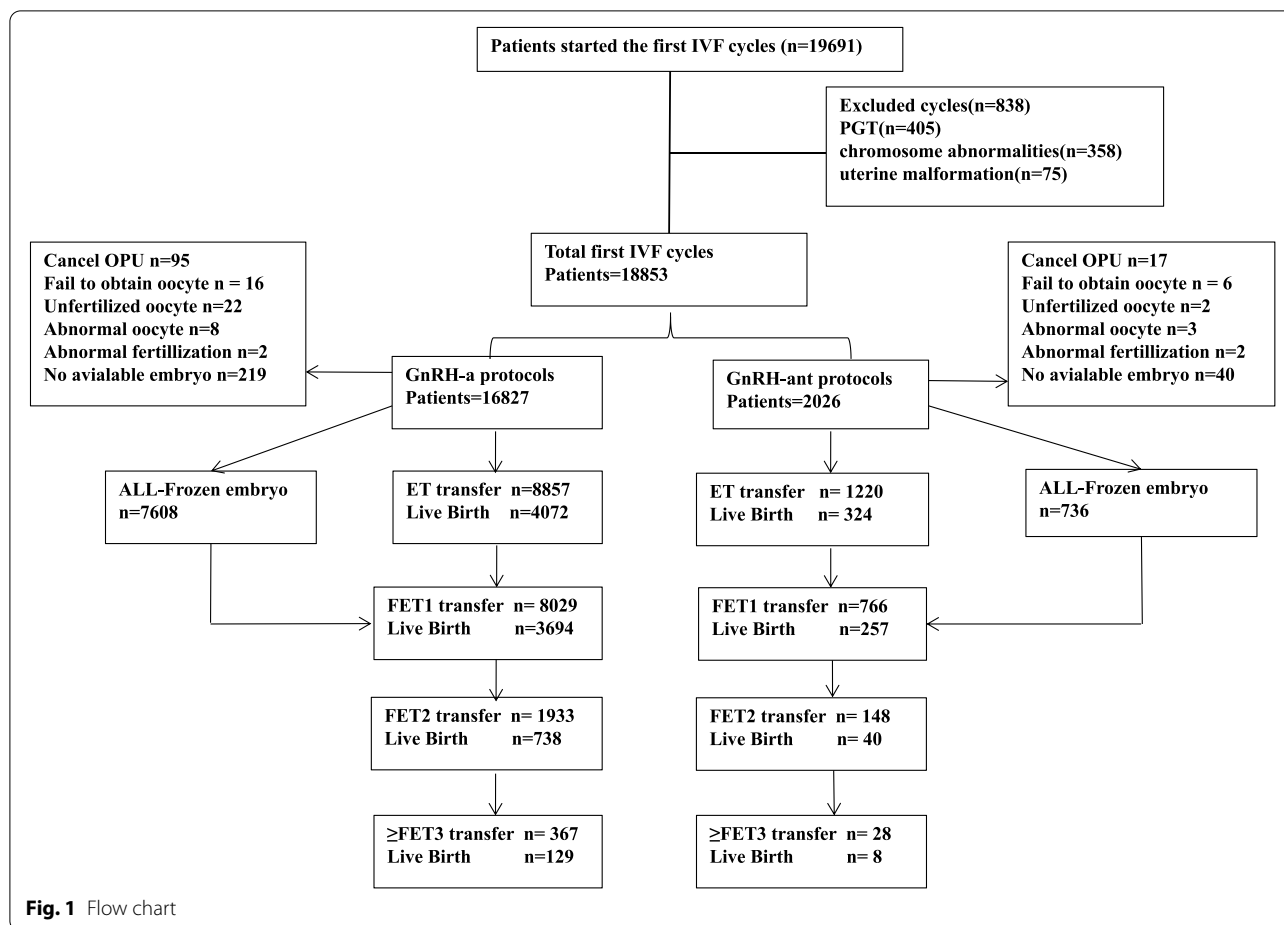 Patients started the first IVF cycles (n=19691)
Excluded cycles(n=838)
PGT(n=405)
chromosome abnormalities(n=358)
uterine malformation(n=75)
Total first IVF cycles
Patients=18853
Cancel OPU n=95
Fail to obtain oocyte n = 16
Unfertilized oocyte n=22
Abnormal oocyte n=8
Abnormal fertillization n=2
No avialable embryo n=219
Cancel OPU n=17
Fail to obtain oocyte n = 6
Unfertilized oocyte n=2
Abnormal oocyte n=3
Abnormal fertillization n=2
No avialable embryo n=40
GnRH-a protocols
Patients=16827
GnRH-ant protocols
Patients=2026
ALL-Frozen embryo
n=7608
ET transfer n=8857
Live Birth n=4072
ET transfer n= 1220
Live Birth n= 324
ALL-Frozen embryo
n=736
FET1 transfer n= 8029
Live Birth n=3694
FET1 transfer n= 766
Live Birth n=257
FET2 transfer n= 1933
Live Birth n=738
FET2 transfer n= 148
Live Birth n= 40
≥FET3 transfer n= 367
Live Birth n=129
≥FET3 transfer n= 28
Live Birth n= 8
Fig. 1 Flow chart